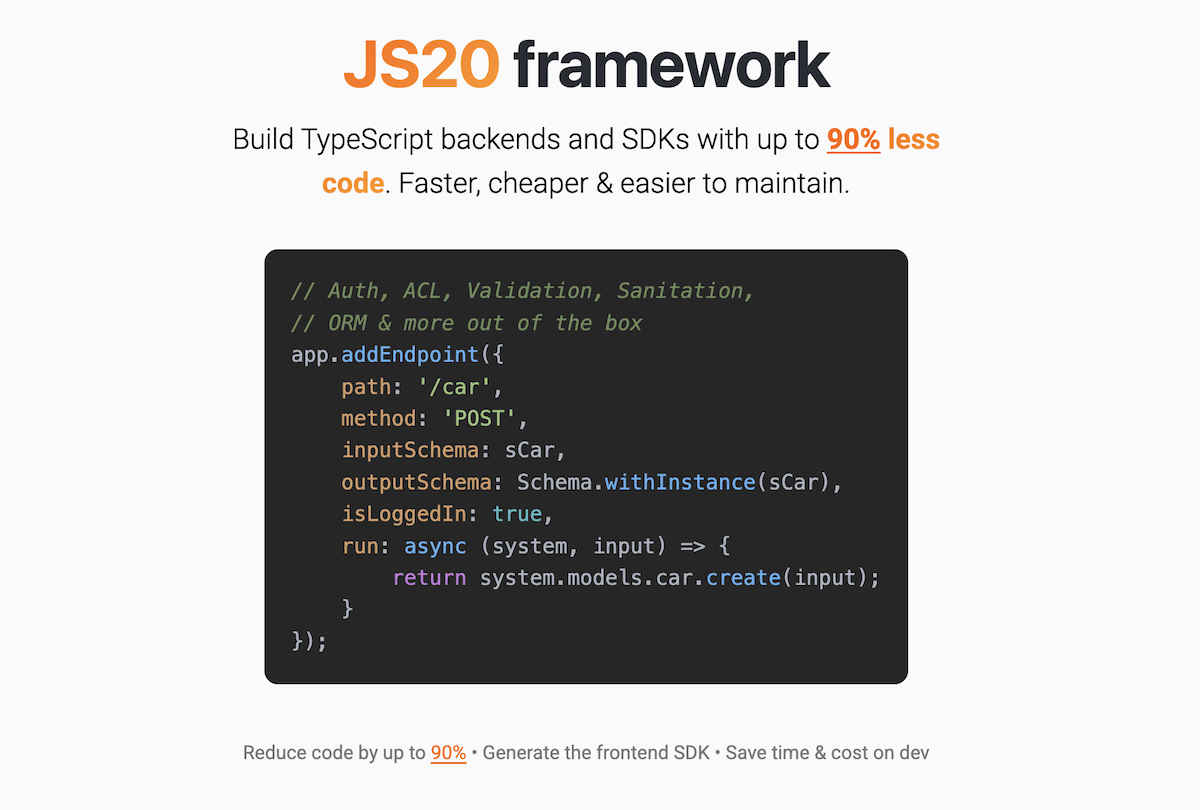 JS20 framework
Build TypeScript backends and SDKs with up to 90% less
code. Faster, cheaper & easier to maintain.
// Auth, ACL, Validation, Sanitation,
// ORM & more out of the box
app.addEndpoint({
    path: '/car',
    method: 'POST',
    inputSchema: sCar,
    outputSchema: Schema.withInstance(sCar),
    isLoggedIn: true,
    run: async (system, input) => {
        return system.models.car.create(input);
    }
});
Reduce code by up to 90% • Generate the frontend SDK • Save time & cost on dev